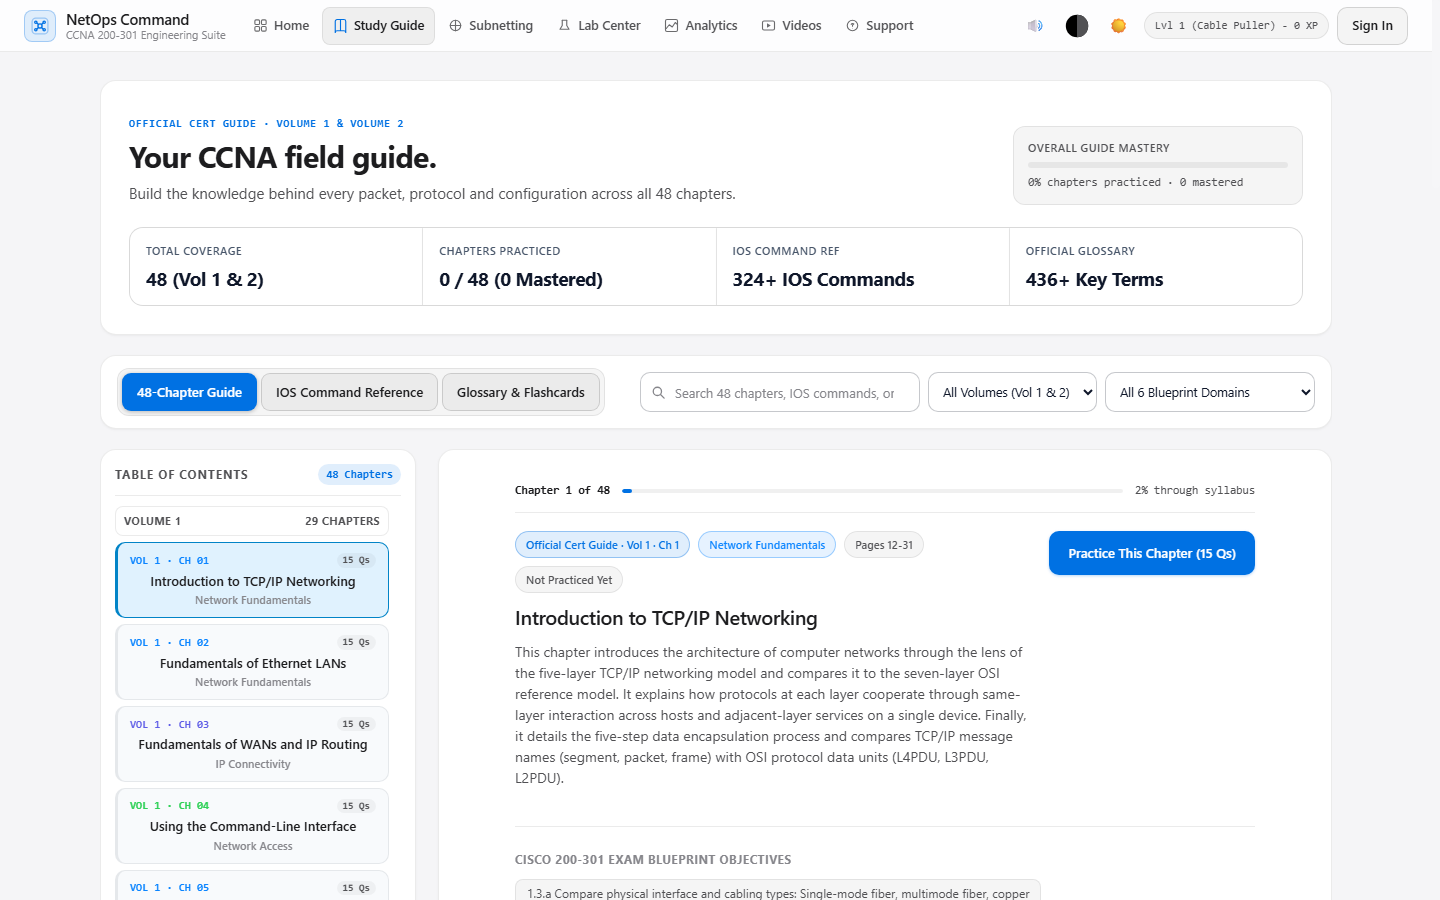 NetOps Command
CCNA 200-301 Engineering Suite
Home
Study Guide
Subnetting
Lab Center
Analytics
Videos
Support
Lvl 1 (Cable Puller) - 0 XP
Sign In
OFFICIAL CERT GUIDE · VOLUME 1 & VOLUME 2
Your CCNA field guide.
Build the knowledge behind every packet, protocol and configuration across all 48 chapters.
OVERALL GUIDE MASTERY
0% chapters practiced · 0 mastered
TOTAL COVERAGE
48 (Vol 1 & 2)
CHAPTERS PRACTICED
0 / 48 (0 Mastered)
IOS COMMAND REF
324+ IOS Commands
OFFICIAL GLOSSARY
436+ Key Terms
48-Chapter Guide
IOS Command Reference
Glossary & Flashcards
Search 48 chapters, IOS commands, or
All Volumes (Vol 1 & 2)
All 6 Blueprint Domains
TABLE OF CONTENTS
48 Chapters
VOLUME 1
29 CHAPTERS
VOL 1 · CH 01
15 Qs
Introduction to TCP/IP Networking
Network Fundamentals
VOL 1 · CH 02
15 Qs
Fundamentals of Ethernet LANs
Network Fundamentals
VOL 1 · CH 03
15 Qs
Fundamentals of WANs and IP Routing
IP Connectivity
VOL 1 · CH 04
15 Qs
Using the Command-Line Interface
Network Access
VOL 1 · CH 05
15 Qs
Chapter 1 of 48
2% through syllabus
Official Cert Guide · Vol 1 · Ch 1
Network Fundamentals
Pages 12-31
Not Practiced Yet
Practice This Chapter (15 Qs)
Introduction to TCP/IP Networking
This chapter introduces the architecture of computer networks through the lens of
the five-layer TCP/IP networking model and compares it to the seven-layer OSI
reference model. It explains how protocols at each layer cooperate through same-
layer interaction across hosts and adjacent-layer services on a single device. Finally,
it details the five-step data encapsulation process and compares TCP/IP message
names (segment, packet, frame) with OSI protocol data units (L4PDU, L3PDU,
L2PDU).
CISCO 200-301 EXAM BLUEPRINT OBJECTIVES
1.3.a Compare physical interface and cabling types: Single-mode fiber, multimode fiber, copper